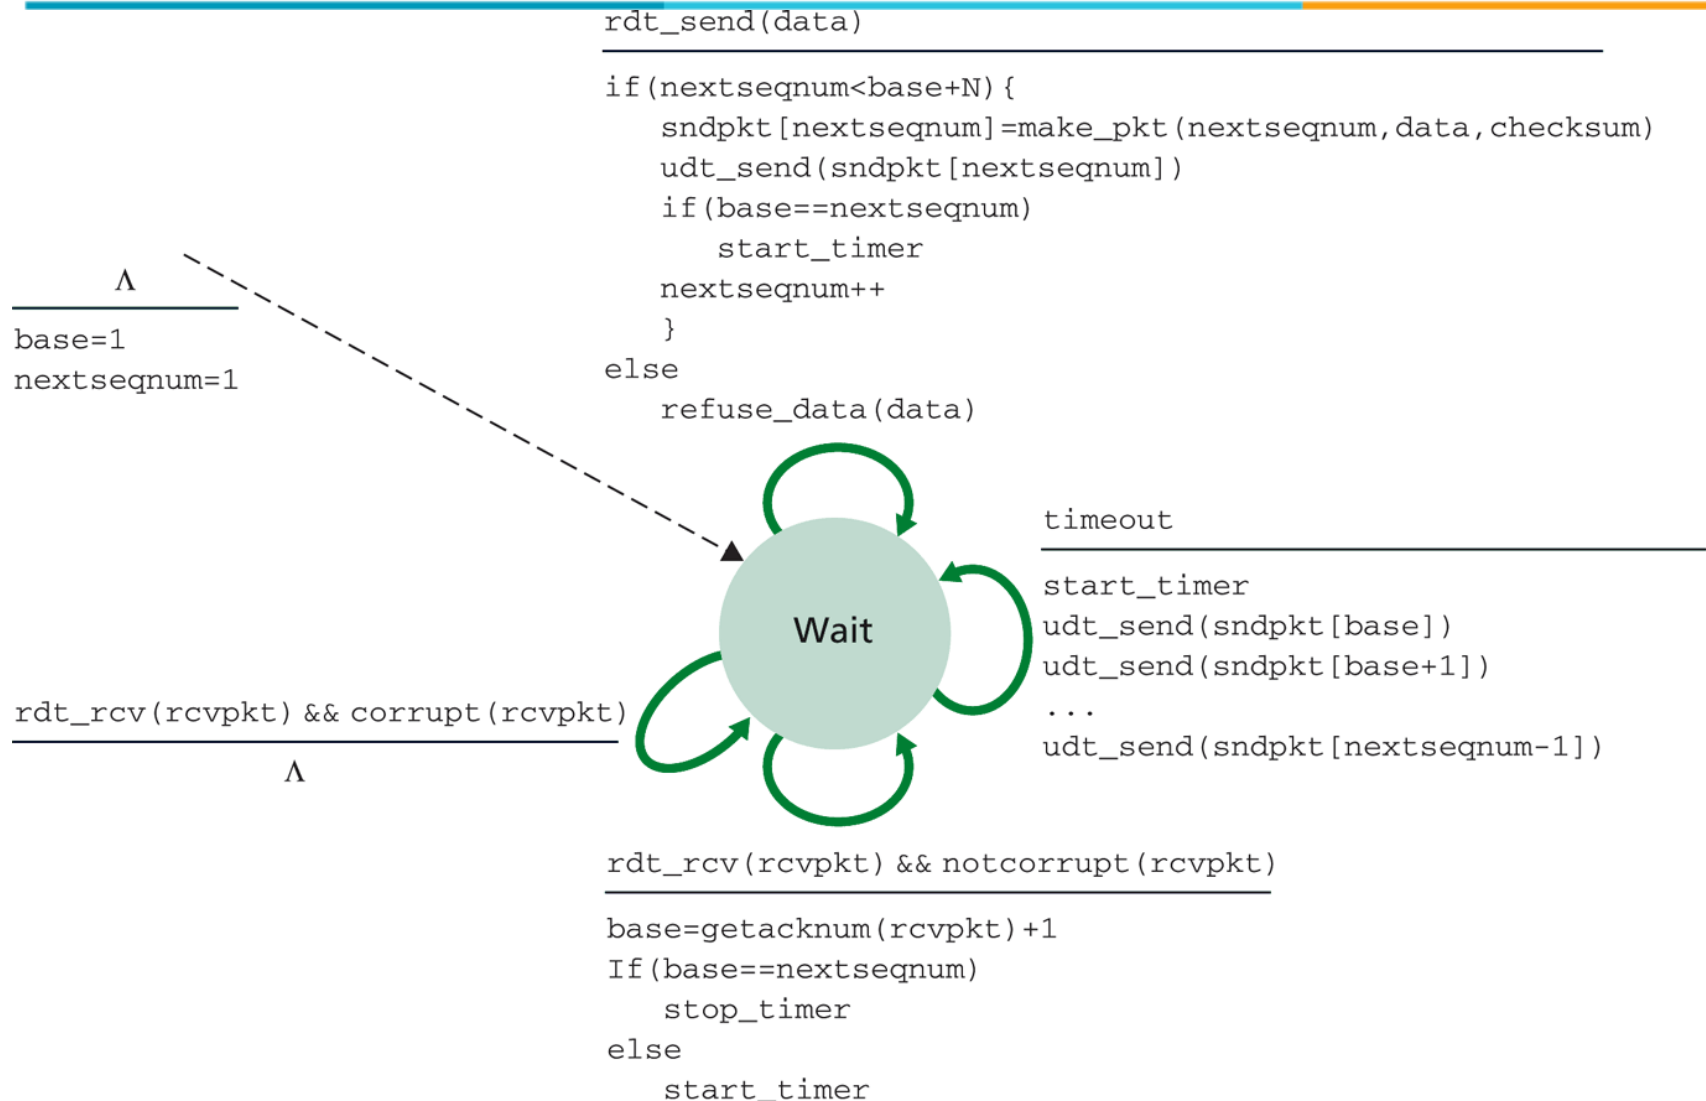 rdt_send(data)
if(nextseqnum<base+N){
sndpkt[nextseqnum]=make_pkt(nextseqnum,data,checksum)
udt_send(sndpkt[nextseqnum])
if(base==nextseqnum)
start_timer
nextseqnum++
}
else
refuse_data(data)
Λ
base=1
nextseqnum=1
timeout
start_timer
udt_send(sndpkt[base])
udt_send(sndpkt[base+1])
...
udt_send(sndpkt[nextseqnum-1])
Wait
rdt_rcv(rcvpkt) && corrupt(rcvpkt)
Λ
rdt_rcv(rcvpkt) && notcorrupt(rcvpkt)
base=getacknum(rcvpkt)+1
If(base==nextseqnum)
stop_timer
else
start_timer